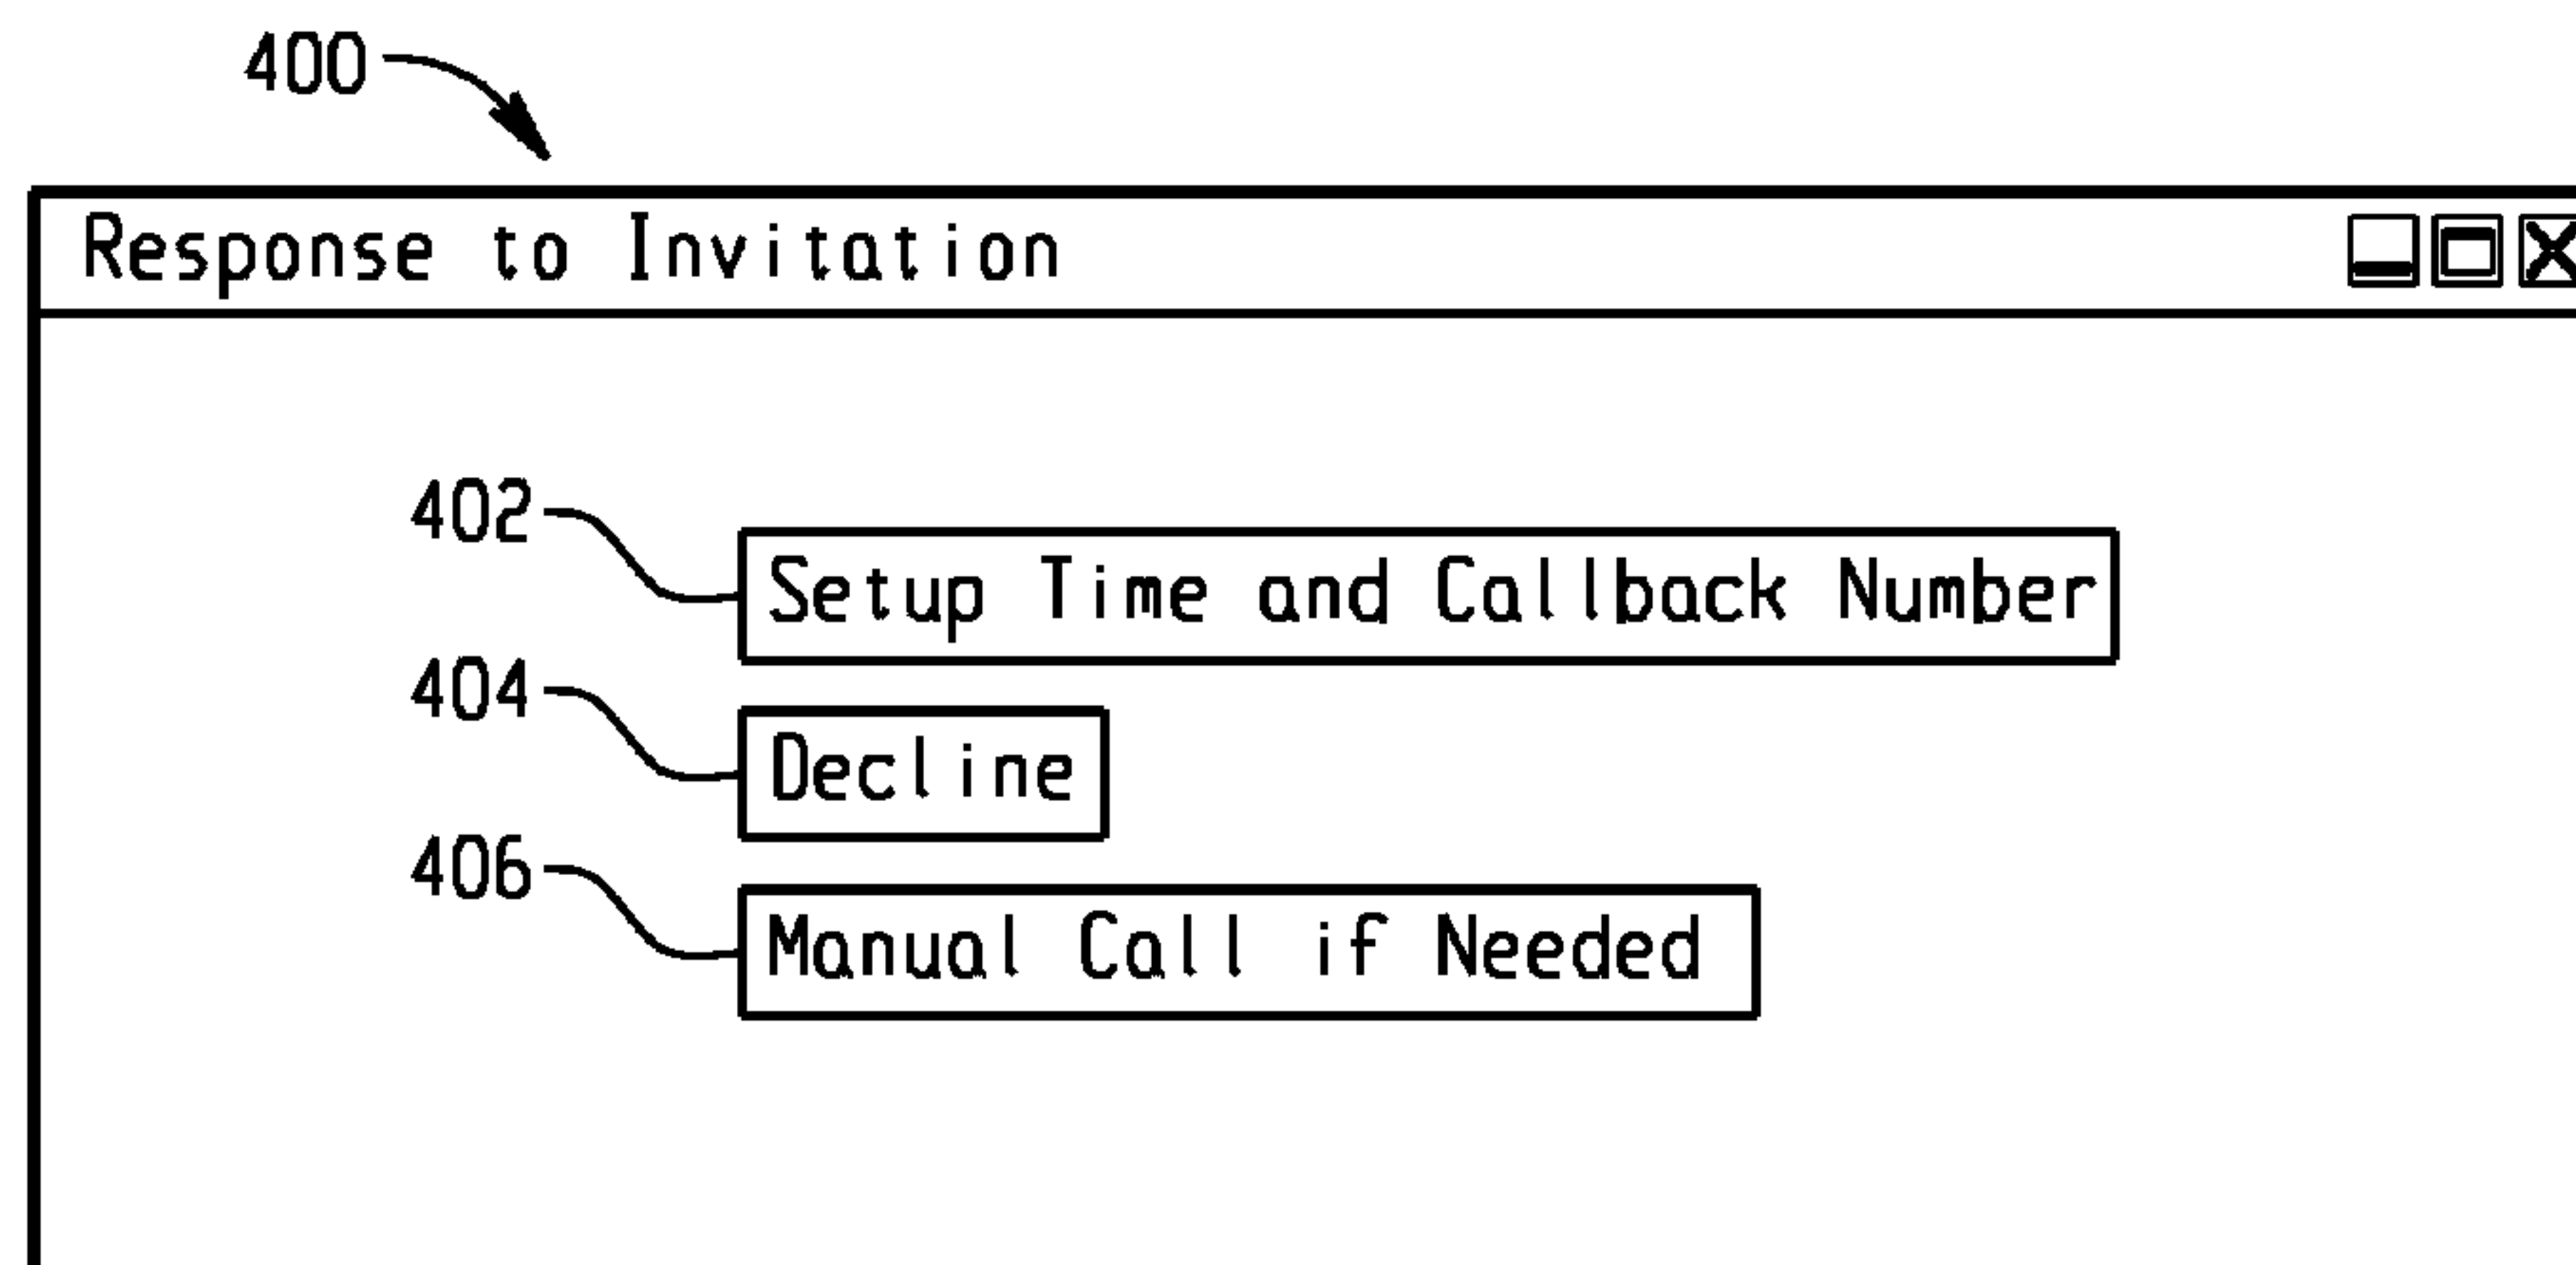 400
Response to Invitation
402
Setup Time and Callback Number
404
Decline
406
Manual Call if Needed